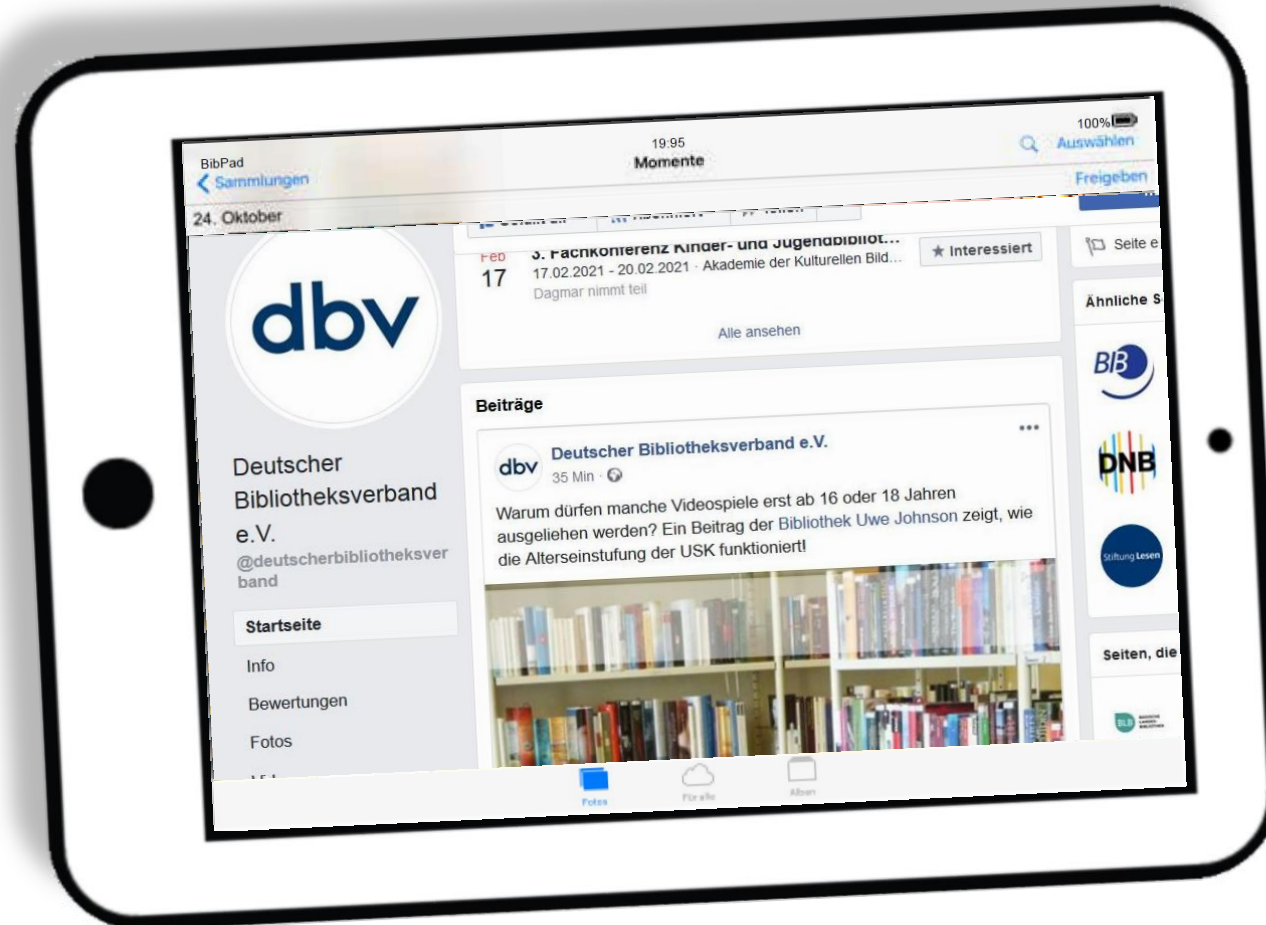 BibPad
19:95
100%
Sammlungen
Momente
Auswählen
24. Oktober
Freigeben
dbv
Deutscher
Bibliotheksverband
e.V.
@deutscherbibliotheksver
band
Startseite
Info
Bewertungen
Fotos
Feb
17
3. Fachkonferenz Kinder- und Jugendbibliot...
17.02.2021 - 20.02.2021 · Akademie der Kulturellen Bild...
Dagmar nimmt teil
★ Interessiert
Alle ansehen
Beiträge
dbv
Deutscher Bibliotheksverband e.V.
35 Min ·
Warum dürfen manche Videospiele erst ab 16 oder 18 Jahren
ausgeliehen werden? Ein Beitrag der Bibliothek Uwe Johnson zeigt, wie
die Alterseinstufung der USK funktioniert!
Seite e
Ähnliche S
BIB
DNB
Stiftung Lesen
Seiten, die
BLB
Fotos
Für alle
Alben